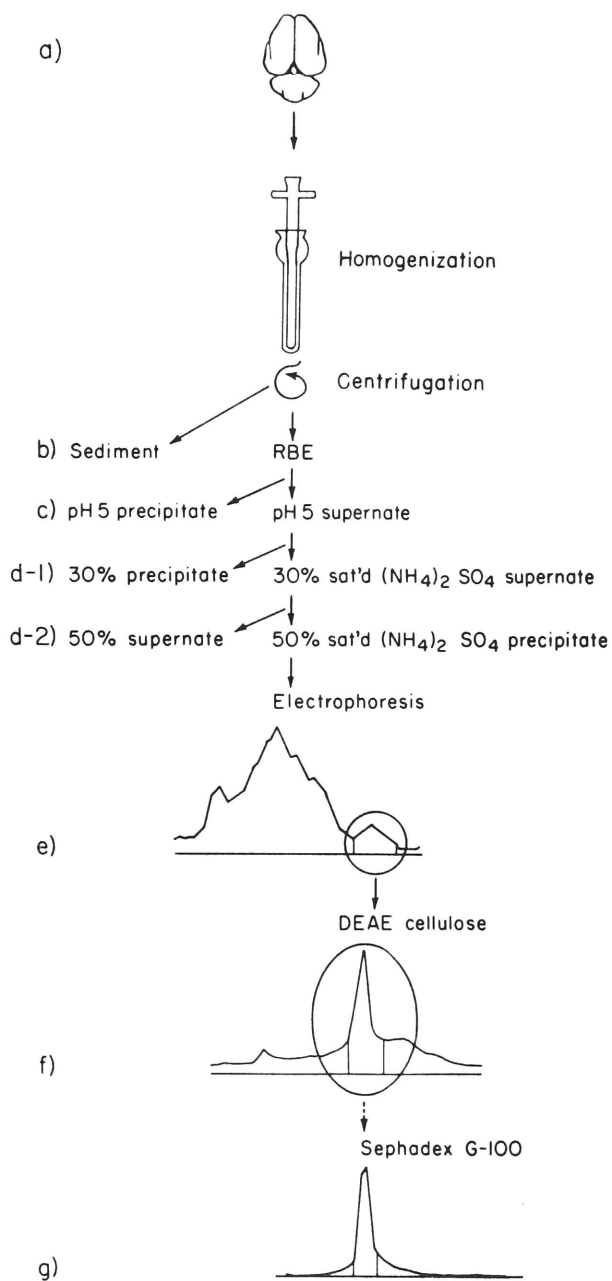 a)
Homogenization
Centrifugation
b) Sediment RBE
c) pH 5 precipitate pH 5 supernate
d-1) 30% precipitate 30% sat'd (NH4)2 SO4 supernate
d-2) 50% supernate 50% sat'd (NH4)2 SO4 precipitate
Electrophoresis
e)
DEAE cellulose
f)
Sephadex G-100
g)